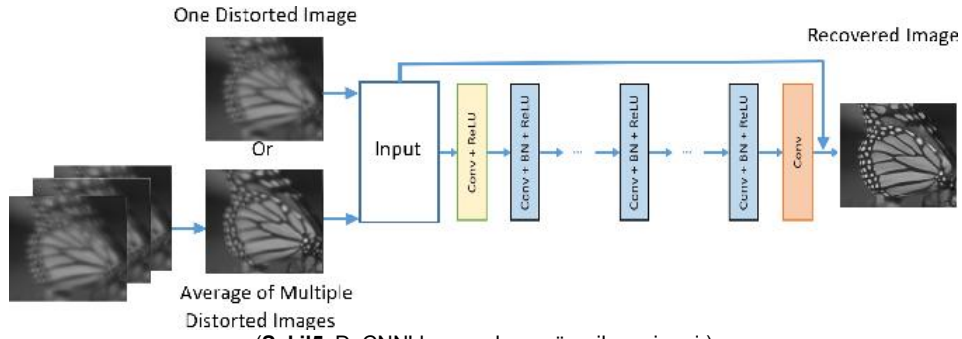 One Distorted Image
Recovered Image
Or
Input
Conv + ReLU
Conv + BN + ReLU
...
Conv + BN + ReLU
...
Conv + BN + ReLU
Conv
Average of Multiple
Distorted Images